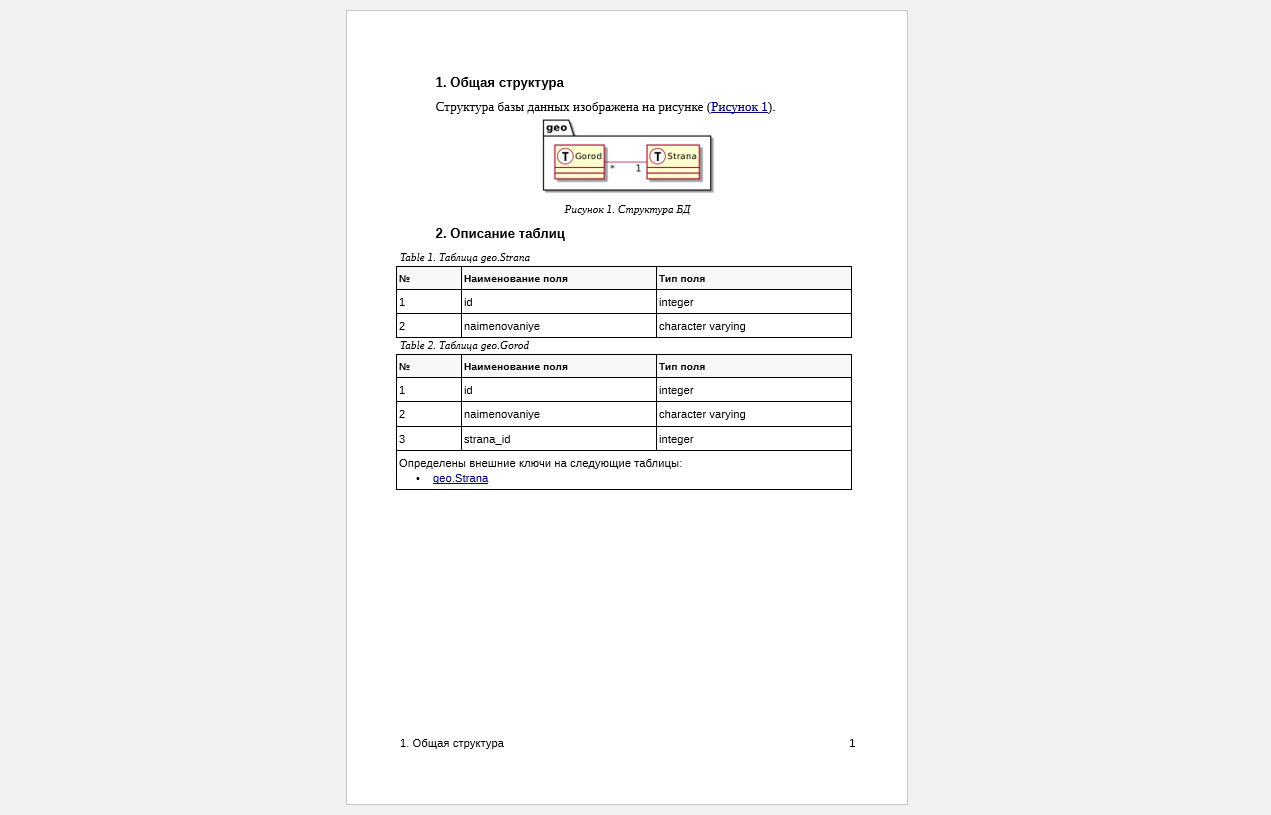 1. Общая структура
Структура базы данных изображена на рисунке (Рисунок 1).
geo
T Gorod
T Strana
* 1
Рисунок 1. Структура БД
2. Описание таблиц
Table 1. Таблица geo.Strana
№ Наименование поля Тип поля
1 id integer
2 naimenovaniye character varying
Table 2. Таблица geo.Gorod
№ Наименование поля Тип поля
1 id integer
2 naimenovaniye character varying
3 strana_id integer
Определены внешние ключи на следующие таблицы:
• geo.Strana
1. Общая структура 1